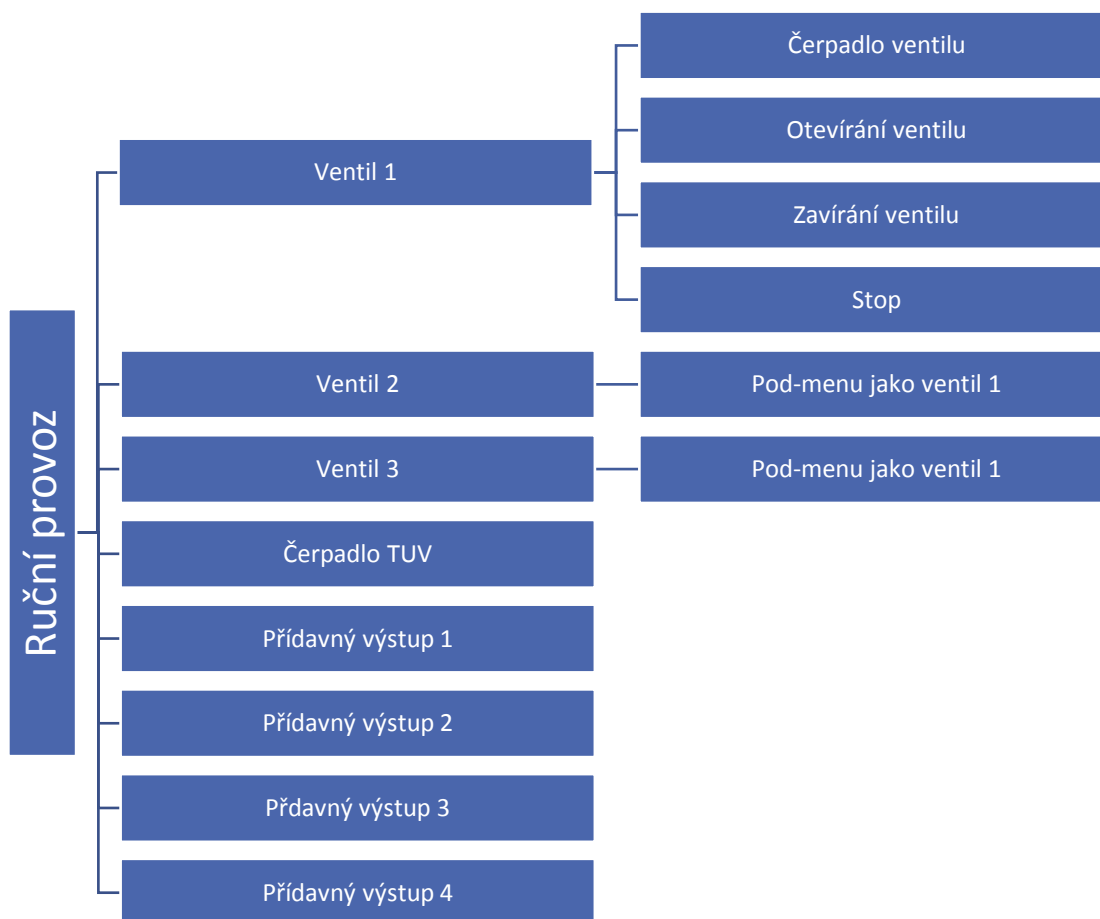 Ruční provoz
Ventil 1
Čerpadlo ventilu
Otevírání ventilu
Zavírání ventilu
Stop
Ventil 2
Pod-menu jako ventil 1
Ventil 3
Pod-menu jako ventil 1
Čerpadlo TUV
Přídavný výstup 1
Přídavný výstup 2
Přdavný výstup 3
Přídavný výstup 4